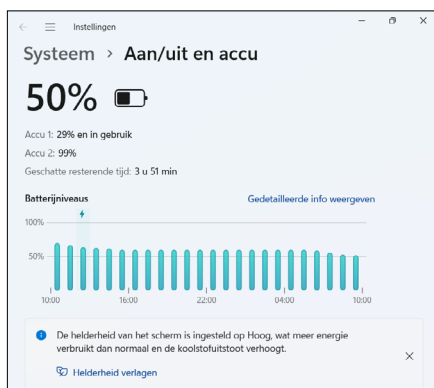 Instellingen
Systeem > Aan/uit en accu
50%
Accu 1: 29% en in gebruik
Accu 2: 99%
Geschatte resterende tijd: 3 u 51 min
Batterijniveaus Gedetailleerde info weergeven
100%
50%
10:00 16:00 22:00 04:00 10:00
De helderheid van het scherm is ingesteld op Hoog, wat meer energie
verbruikt dan normaal en de koolstofuitstoot verhoogt.
Helderheid verlagen